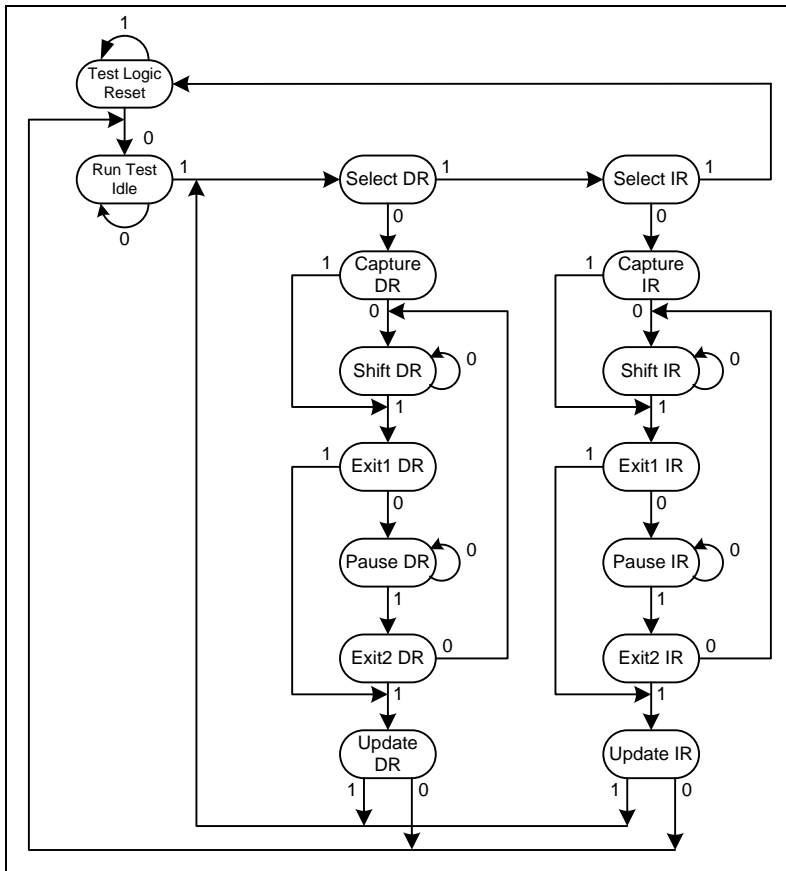 1
Test Logic
Reset
0
Run Test
Idle
1
0
Select DR
1
0
Select IR
1
0
Capture
DR
1
0
Capture
IR
1
0
Shift DR
0
1
Shift IR
0
1
Exit1 DR
1
0
Exit1 IR
1
0
Pause DR
0
1
Pause IR
0
1
Exit2 DR
0
1
Exit2 IR
0
1
Update
DR
1
0
Update IR
1
0